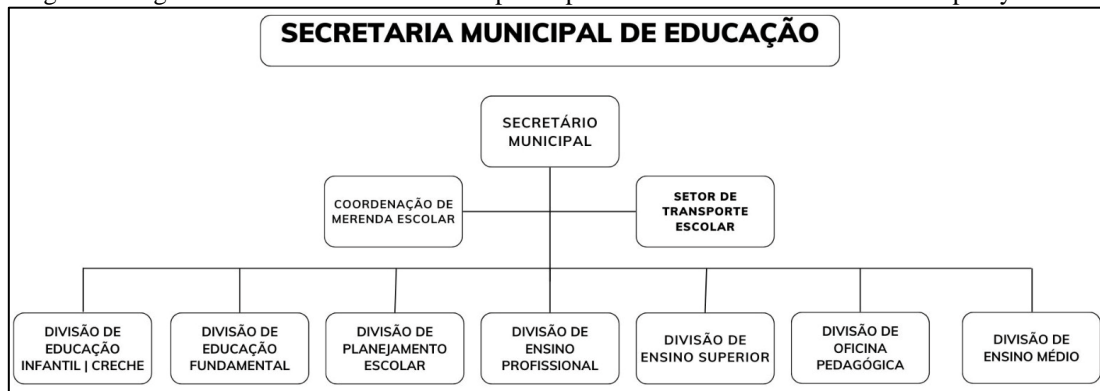 SECRETARIA MUNICIPAL DE EDUCAÇÃO
SECRETÁRIO
MUNICIPAL
COORDENAÇÃO DE
MERENDA ESCOLAR
SETOR DE
TRANSPORTE
ESCOLAR
DIVISÃO DE
EDUCAÇÃO
INFANTIL | CRECHE
DIVISÃO DE
EDUCAÇÃO
FUNDAMENTAL
DIVISÃO DE
PLANEJAMENTO
ESCOLAR
DIVISÃO DE
ENSINO
PROFISSIONAL
DIVISÃO DE
ENSINO SUPERIOR
DIVISÃO DE
OFICINA
PEDAGÓGICA
DIVISÃO DE
ENSINO MÉDIO